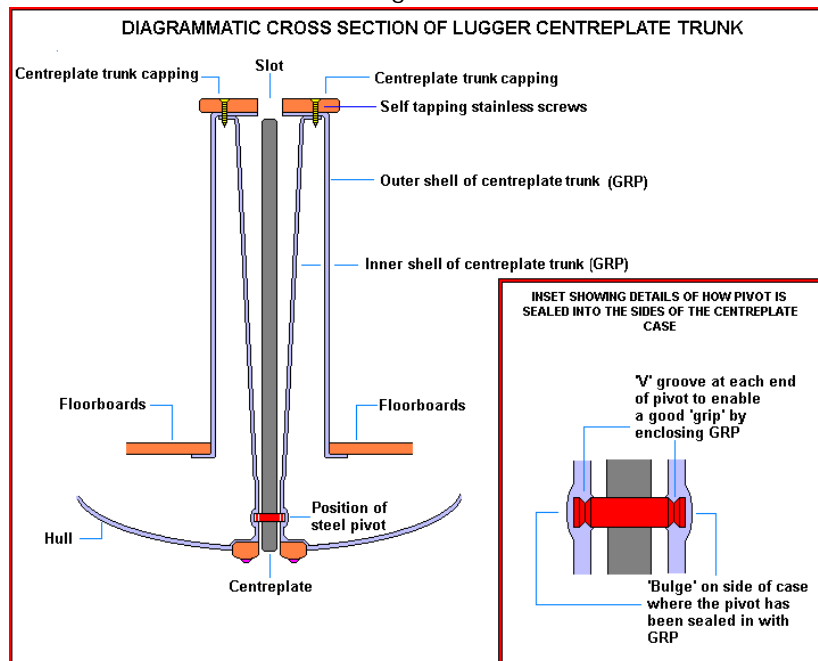 DIAGRAMMATIC CROSS SECTION OF LUGGER CENTREPLATE TRUNK
Slot
Centreplate trunk capping
Centreplate trunk capping
Self tapping stainless screws
Outer shell of centreplate trunk (GRP)
Inner shell of centreplate trunk (GRP)
Floorboards
Floorboards
Position of
steel pivot
Hull
Centreplate
INSET SHOWING DETAILS OF HOW PIVOT IS
SEALED INTO THE SIDES OF THE CENTREPLATE
CASE
'V' groove at each end
of pivot to enable
a good 'grip' by
enclosing GRP
'Bulge' on side of case
where the pivot has
been sealed in with
GRP